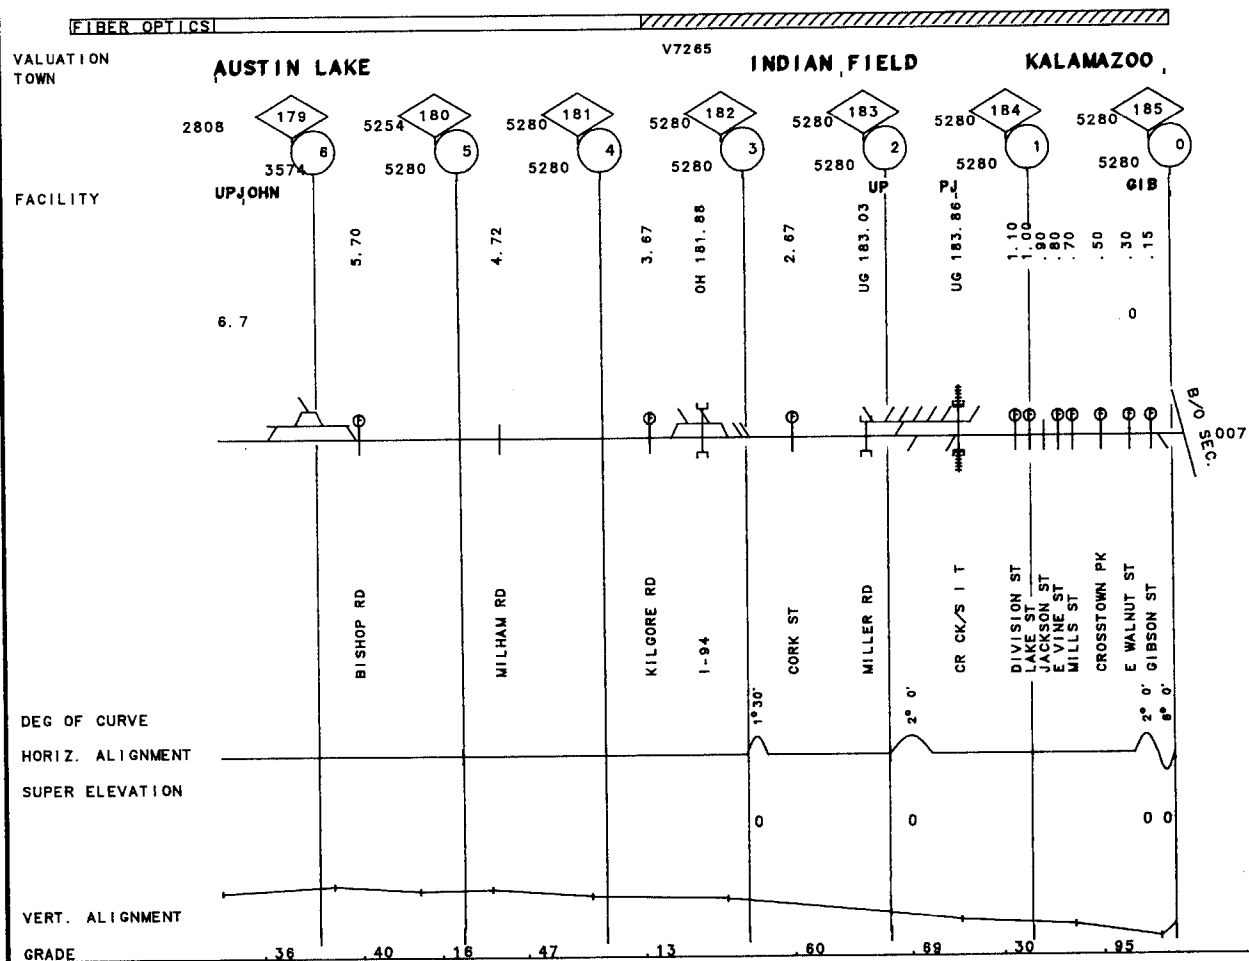 FIBER OPTICS
VALUATION V7265
TOWN AUSTIN LAKE INDIAN FIELD KALAMAZOO
179 180 181 182 183 184 185
2808 5254 5280 5280 5280 5280 5280
6 5 4 3 2 1 0
3574 5280 5280 5280 5280 5280 5280
FACILITY UPJOHN UP PJ GIB
5.70 4.72 3.67 OH 181.88 2.67 UG 183.03 UG 183.86 1.10 1.00 .90 .80 .70 .50 .30 .15
6.7 0
B/O SEC. 007
BISHOP RD
MILHAM RD
KILGORE RD
I-94
CORK ST
MILLER RD
CR CK/S I T
DIVISION ST
LAKE ST
JACKSON ST
E VINE ST
MILLS ST
CROSSTOWN PK
E WALNUT ST
GIBSON ST
DEG OF CURVE 1°30' 2° 0' 2° 0' 6° 0'
HORIZ. ALIGNMENT
SUPER ELEVATION
0 0 0 0
VERT. ALIGNMENT
GRADE .36 .40 .16 .47 .13 .60 .69 .30 .95